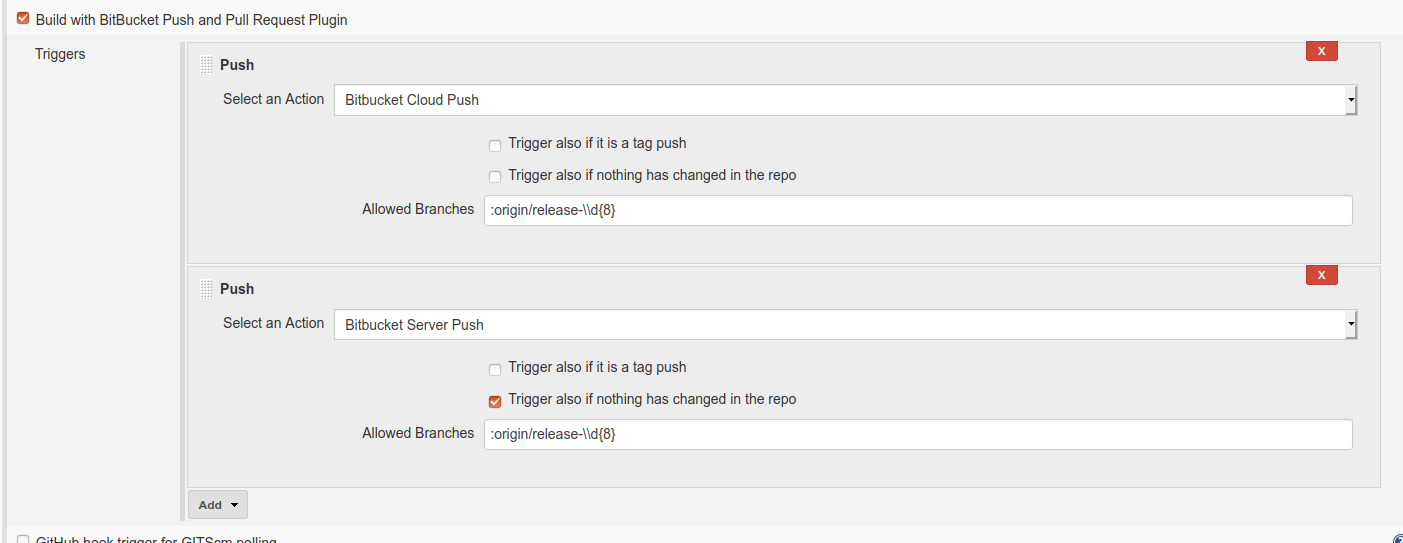 Build with BitBucket Push and Pull Request Plugin
Triggers
Push
X
Select an Action
Bitbucket Cloud Push
Trigger also if it is a tag push
Trigger also if nothing has changed in the repo
Allowed Branches
:origin/release-\\d{8}
Push
X
Select an Action
Bitbucket Server Push
Trigger also if it is a tag push
Trigger also if nothing has changed in the repo
Allowed Branches
:origin/release-\\d{8}
Add
GitHub hook trigger for GITScm polling